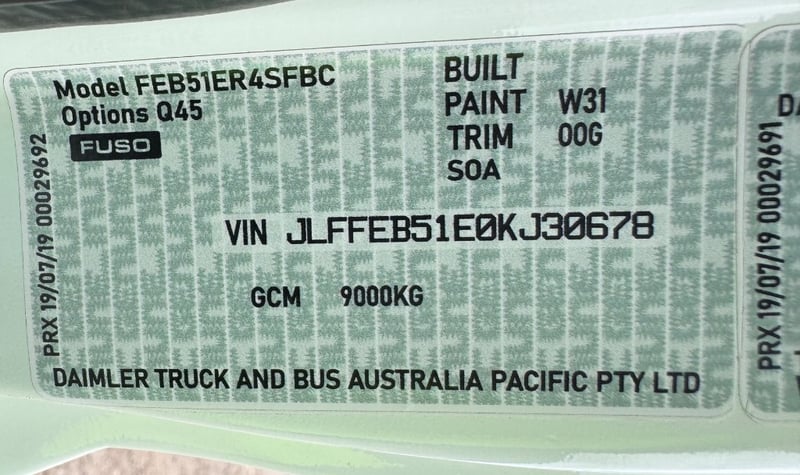 Model FEB51ER4SFBC
Options Q45
FUSO
BUILT
PAINT W31
TRIM 00G
SOA
VIN JLFFEB51E0KJ30678
GCM 9000KG
DAIMLER TRUCK AND BUS AUSTRALIA PACIFIC PTY LTD
PRX 19/07/19 00029692
PRX 19/07/19 00029691